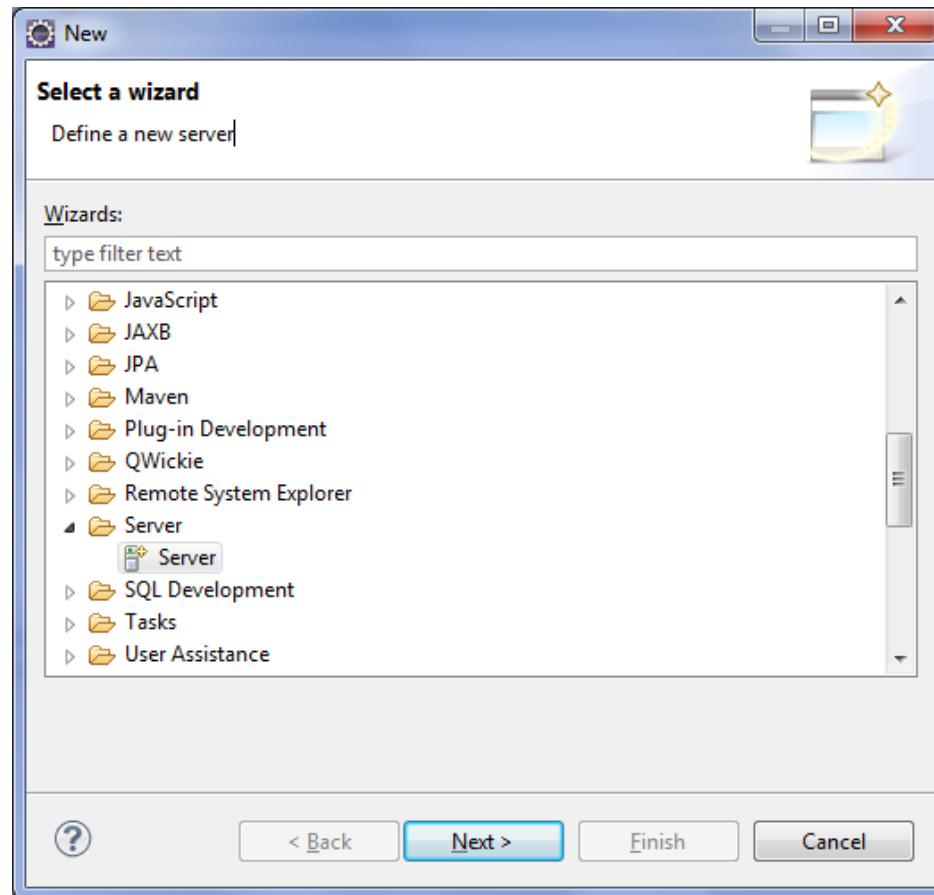 New
Select a wizard
Define a new server
Wizards:
type filter text
JavaScript
JAXB
JPA
Maven
Plug-in Development
QWickie
Remote System Explorer
Server
Server
SQL Development
Tasks
User Assistance
? < Back Next > Finish Cancel